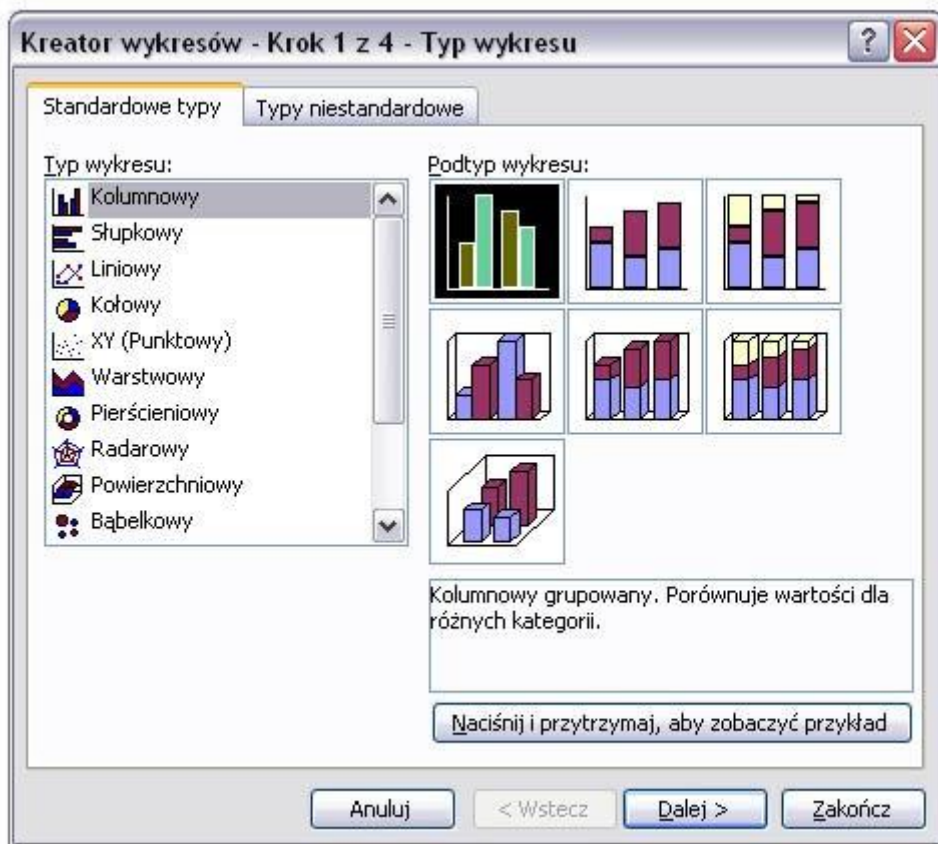 Kreator wykresów - Krok 1 z 4 - Typ wykresu
Standardowe typy
Typy niestandardowe
Typ wykresu:
Kolumnowy
Słupkowy
Liniowy
Kołowy
XY (Punktowy)
Warstwowy
Pierścieniowy
Radarowy
Powierzchniowy
Bąbelkowy
Podtyp wykresu:
Kolumnowy grupowany. Porównuje wartości dla
różnych kategorii.
Naciśnij i przytrzymaj, aby zobaczyć przykład
Anuluj
< Wstecz
Dalej >
Zakończ